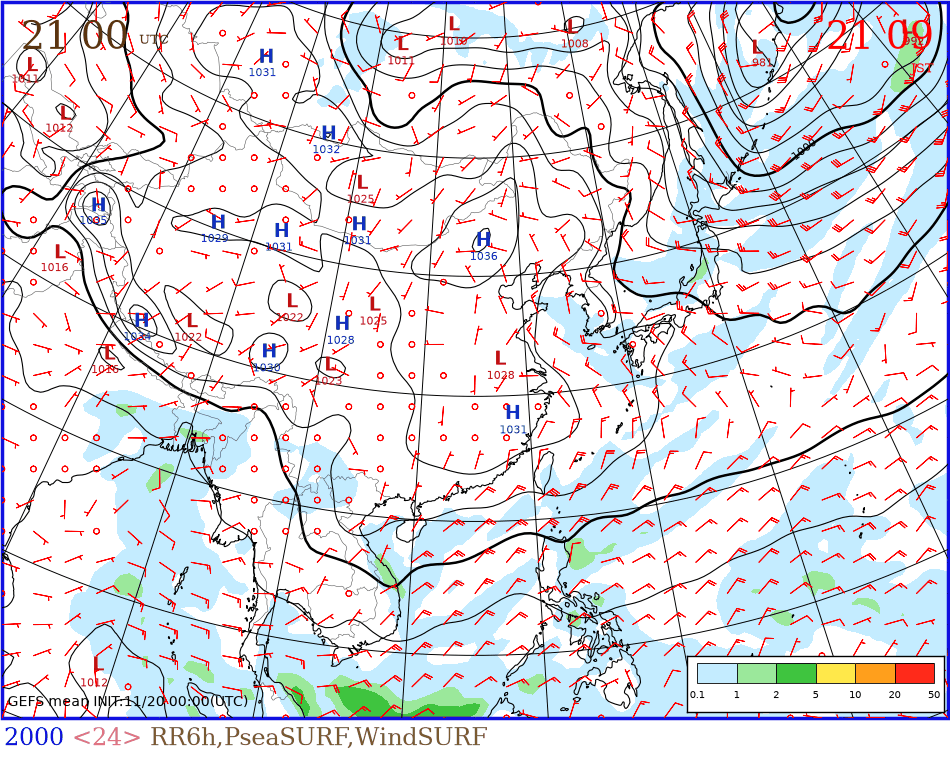 21 00 UTC
21 09 JST
L 1010
L 1008
L 1011
L 981
992
H 1031
L 1011
L 1012
1000
H 1032
L 1025
H 1035
H 1029
H 1031
H 1031
H 1036
L 1016
L 1022
L 1025
H 1034
L 1022
H 1028
H 1030
L 1016
L 1023
L 1028
H 1031
L 1012
GEFS mean INIT:11/20 00:00(UTC)
0.1 1 2 5 10 20 50
2000 <24> RR6h,PseaSURF,WindSURF